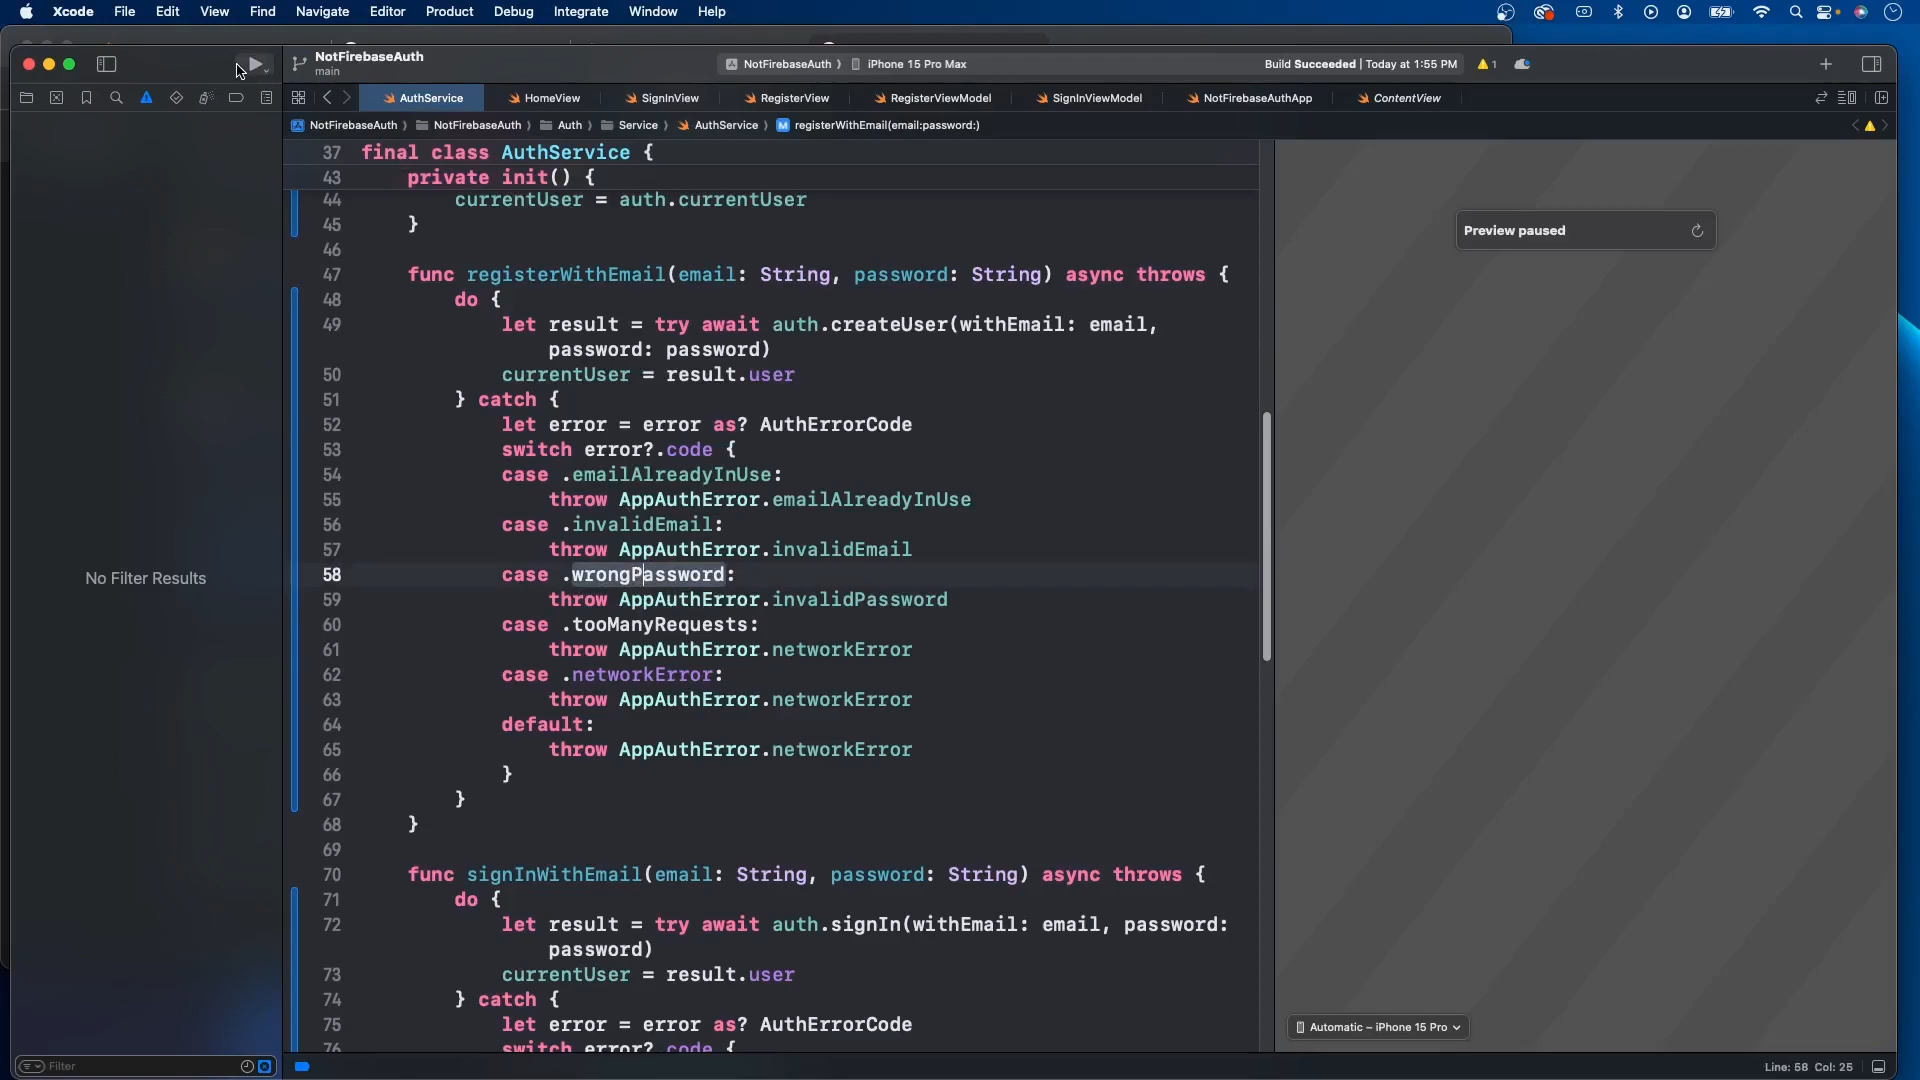 Xcode File Edit View Find Navigate Editor Product Debug Integrate Window Help
NotFirebaseAuth
main
NotFirebaseAuth 〉 iPhone 15 Pro Max
Build Succeeded | Today at 1:55 PM
1
AuthService HomeView SignInView RegisterView RegisterViewModel SignInViewModel NotFirebaseAuthApp ContentView
NotFirebaseAuth 〉 NotFirebaseAuth 〉 Auth 〉 Service 〉 AuthService 〉 M registerWithEmail(email:password:)
37 final class AuthService {
43 private init() {
44 currentUser = auth.currentUser
45 }
46
47 func registerWithEmail(email: String, password: String) async throws {
48 do {
49 let result = try await auth.createUser(withEmail: email,
password: password)
50 currentUser = result.user
51 } catch {
52 let error = error as? AuthErrorCode
53 switch error?.code {
54 case .emailAlreadyInUse:
55 throw AppAuthError.emailAlreadyInUse
56 case .invalidEmail:
57 throw AppAuthError.invalidEmail
58 case .wrongPassword:
59 throw AppAuthError.invalidPassword
60 case .tooManyRequests:
61 throw AppAuthError.networkError
62 case .networkError:
63 throw AppAuthError.networkError
64 default:
65 throw AppAuthError.networkError
66 }
67 }
68 }
69
70 func signInWithEmail(email: String, password: String) async throws {
71 do {
72 let result = try await auth.signIn(withEmail: email, password:
password)
73 currentUser = result.user
74 } catch {
75 let error = error as? AuthErrorCode
76 switch error?.code {
No Filter Results
Preview paused
Automatic – iPhone 15 Pro
Filter
Line: 58 Col: 25